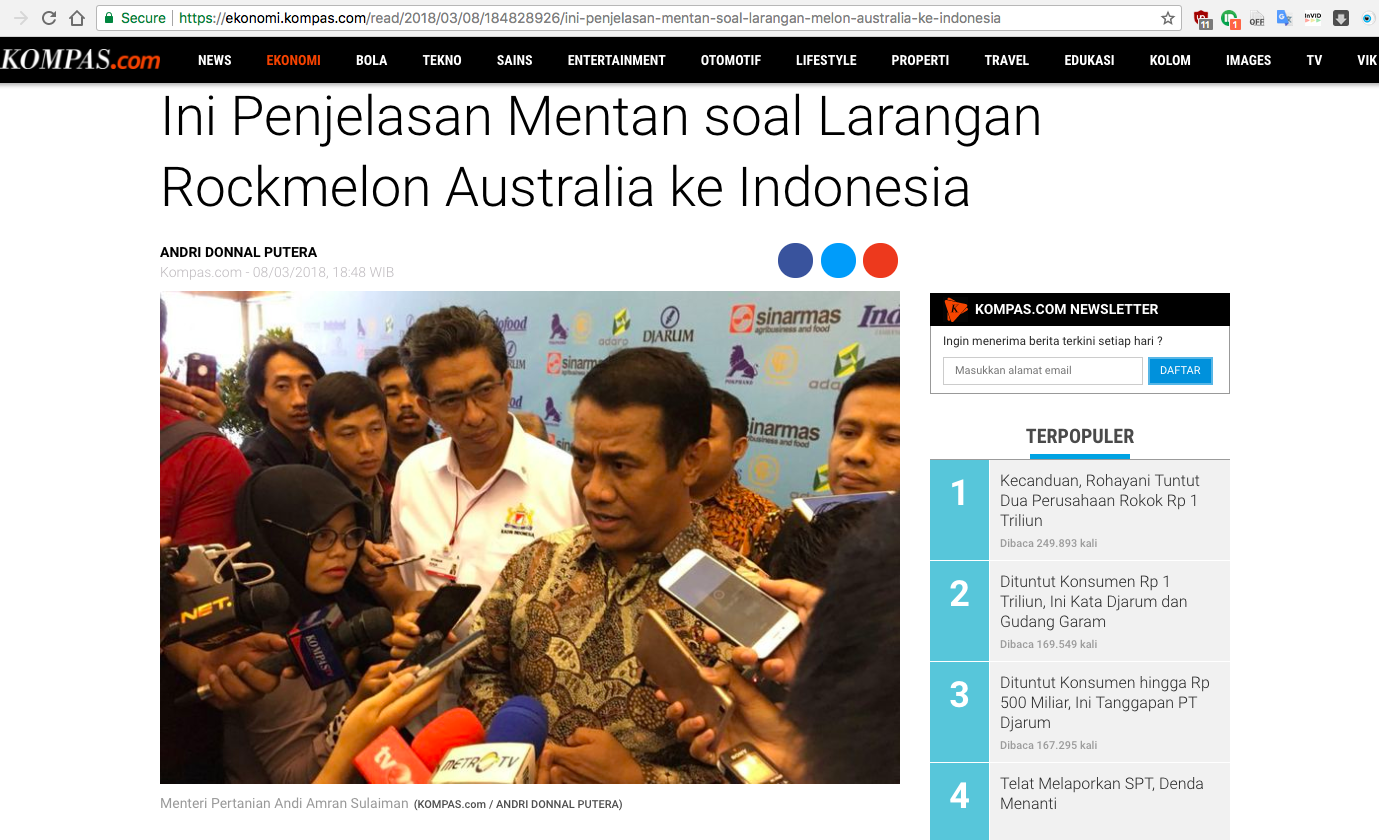 Secure
https://ekonomi.kompas.com/read/2018/03/08/184828926/ini-penjelasan-mentan-soal-larangan-melon-australia-ke-indonesia
11
1
OFF
InVID
KOMPAS.com
NEWS EKONOMI BOLA TEKNO SAINS ENTERTAINMENT OTOMOTIF LIFESTYLE PROPERTI TRAVEL EDUKASI KOLOM IMAGES TV VIK
Ini Penjelasan Mentan soal Larangan
Rockmelon Australia ke Indonesia
ANDRI DONNAL PUTERA
Kompas.com - 08/03/2018, 18:48 WIB
DJARUM
sinarmas
agribusiness and food
Ind
adaro
sinarmas
NET.
KOMPAS TV
METRO TV
Menteri Pertanian Andi Amran Sulaiman (KOMPAS.com / ANDRI DONNAL PUTERA)
KOMPAS.COM NEWSLETTER
Ingin menerima berita terkini setiap hari ?
Masukkan alamat email
DAFTAR
TERPOPULER
1
Kecanduan, Rohayani Tuntut
Dua Perusahaan Rokok Rp 1
Triliun
Dibaca 249.893 kali
2
Dituntut Konsumen Rp 1
Triliun, Ini Kata Djarum dan
Gudang Garam
Dibaca 169.549 kali
3
Dituntut Konsumen hingga Rp
500 Miliar, Ini Tanggapan PT
Djarum
Dibaca 167.295 kali
4
Telat Melaporkan SPT, Denda
Menanti